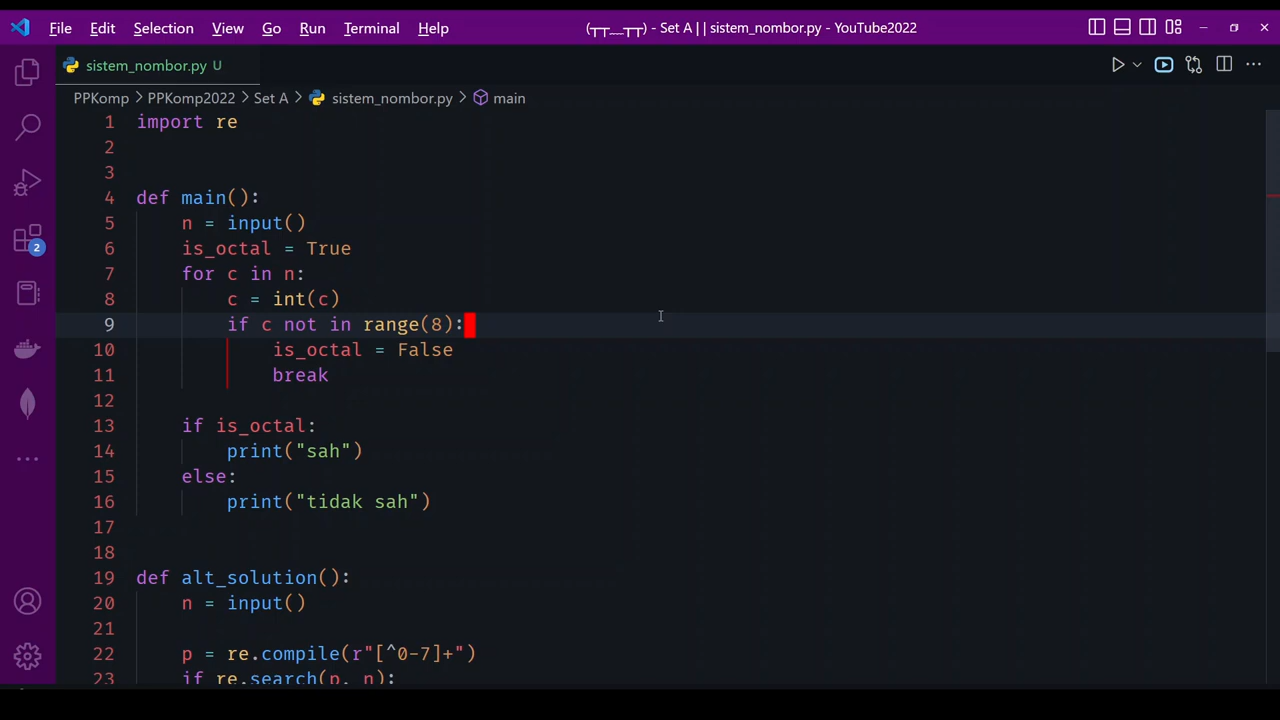 File Edit Selection View Go Run Terminal Help (┬┬﹏┬┬) - Set A | | sistem_nombor.py - YouTube2022
sistem_nombor.py U
PPKomp > PPKomp2022 > Set A > sistem_nombor.py > main
1 import re
2
3
4 def main():
5 n = input()
6 is_octal = True
7 for c in n:
8 c = int(c)
9 if c not in range(8):
10 is_octal = False
11 break
12
13 if is_octal:
14 print("sah")
15 else:
16 print("tidak sah")
17
18
19 def alt_solution():
20 n = input()
21
22 p = re.compile(r"[^0-7]+")
23 if re.search(p, n):
2